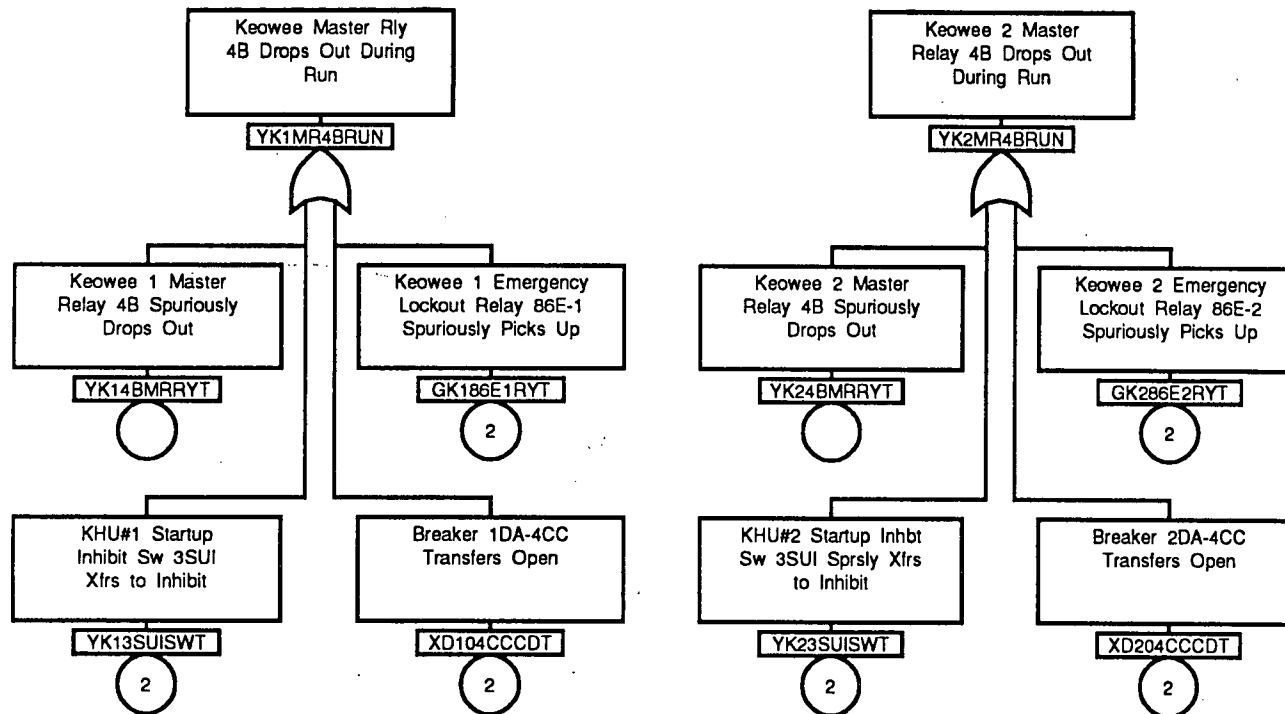 Keowee Master Rly
4B Drops Out During
Run
YK1MR4BRUN
Keowee 1 Master
Relay 4B Spuriously
Drops Out
YK14BMRRYT
Keowee 1 Emergency
Lockout Relay 86E-1
Spuriously Picks Up
GK186E1RYT
2
KHU#1 Startup
Inhibit Sw 3SUI
Xfrs to Inhibit
YK13SUISWT
2
Breaker 1DA-4CC
Transfers Open
XD104CCCDT
2
Keowee 2 Master
Relay 4B Drops Out
During Run
YK2MR4BRUN
Keowee 2 Master
Relay 4B Spuriously
Drops Out
YK24BMRRYT
Keowee 2 Emergency
Lockout Relay 86E-2
Spuriously Picks Up
GK286E2RYT
2
KHU#2 Startup Inhbt
Sw 3SUI Sprsly Xfrs
to Inhibit
YK23SUISWT
2
Breaker 2DA-4CC
Transfers Open
XD204CCCDT
2